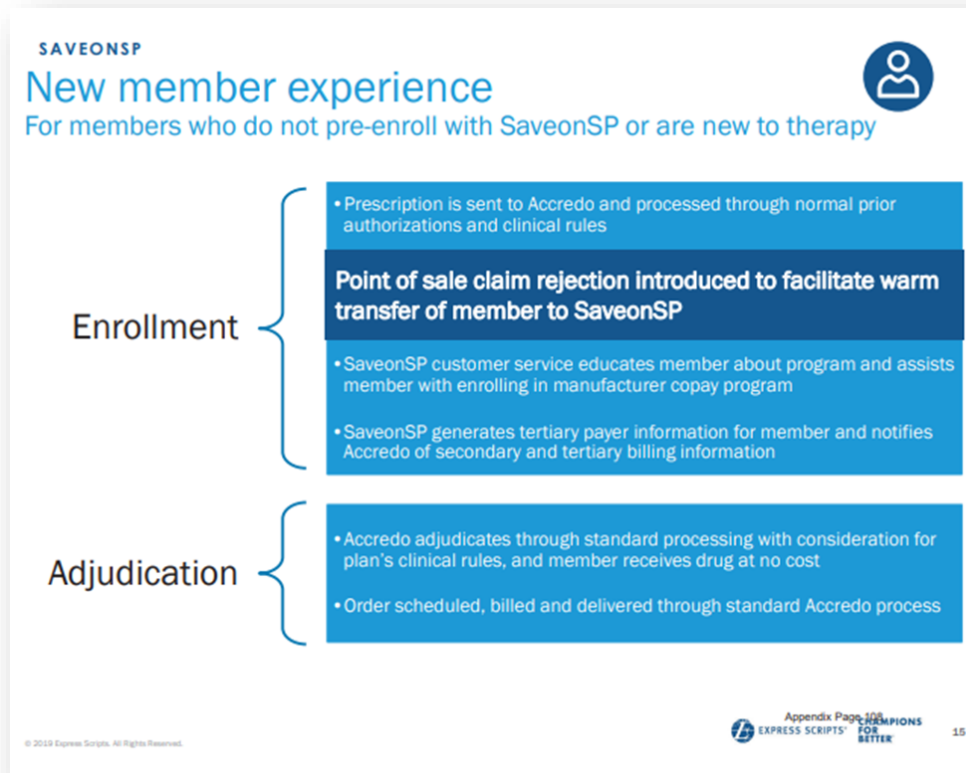 SAVEONSP
New member experience
For members who do not pre-enroll with SaveonSP or are new to therapy
Enrollment
•Prescription is sent to Accredo and processed through normal prior
authorizations and clinical rules
Point of sale claim rejection introduced to facilitate warm
transfer of member to SaveonSP
•SaveonSP customer service educates member about program and assists
member with enrolling in manufacturer copay program
•SaveonSP generates tertiary payer information for member and notifies
Accredo of secondary and tertiary billing information
Adjudication
•Accredo adjudicates through standard processing with consideration for
plan's clinical rules, and member receives drug at no cost
•Order scheduled, billed and delivered through standard Accredo process
© 2019 Express Scripts. All Rights Reserved.
Appendix Page 108
EXPRESS SCRIPTS®
CHAMPIONS
FOR
BETTER
15